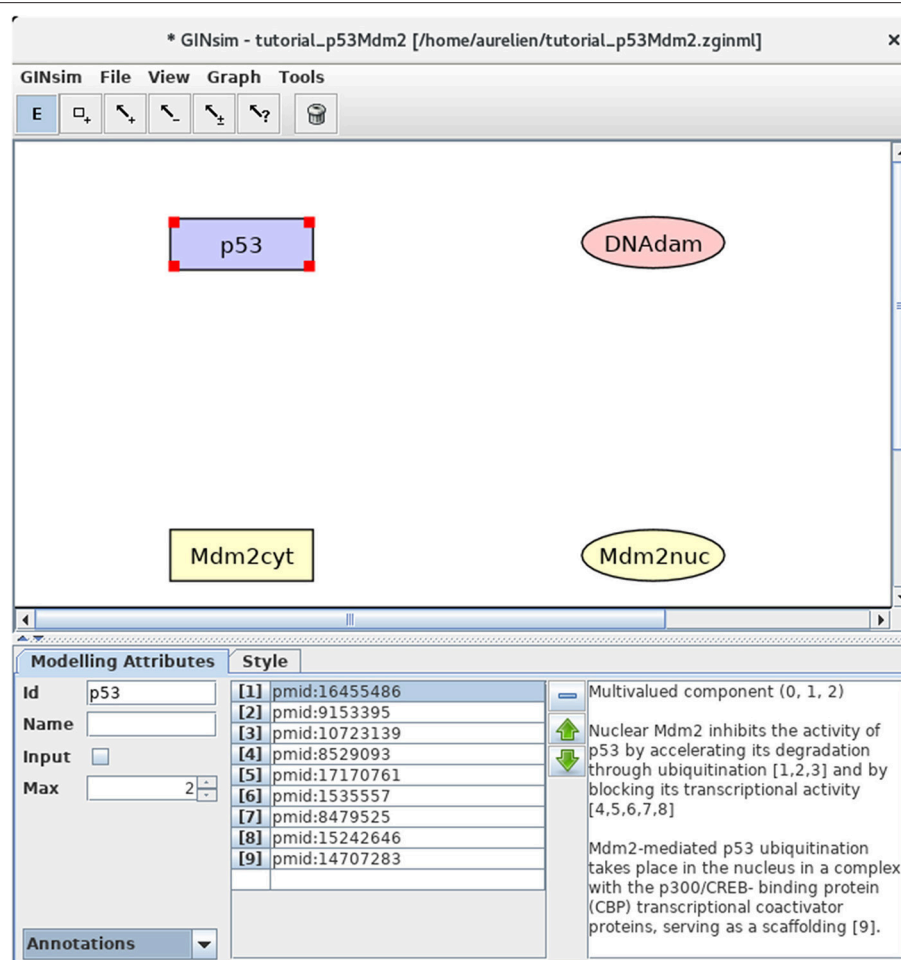 * GINsim - tutorial_p53Mdm2 [/home/aurelien/tutorial_p53Mdm2.zginml]
GINsim File View Graph Tools
E
p53
DNAdam
Mdm2cyt
Mdm2nuc
Modelling Attributes Style
Id p53
Name
Input
Max 2
Annotations
[1] pmid:16455486
[2] pmid:9153395
[3] pmid:10723139
[4] pmid:8529093
[5] pmid:17170761
[6] pmid:1535557
[7] pmid:8479525
[8] pmid:15242646
[9] pmid:14707283
Multivalued component (0, 1, 2)
Nuclear Mdm2 inhibits the activity of
p53 by accelerating its degradation
through ubiquitination [1,2,3] and by
blocking its transcriptional activity
[4,5,6,7,8]
Mdm2-mediated p53 ubiquitination
takes place in the nucleus in a complex
with the p300/CREB- binding protein
(CBP) transcriptional coactivator
proteins, serving as a scaffolding [9].